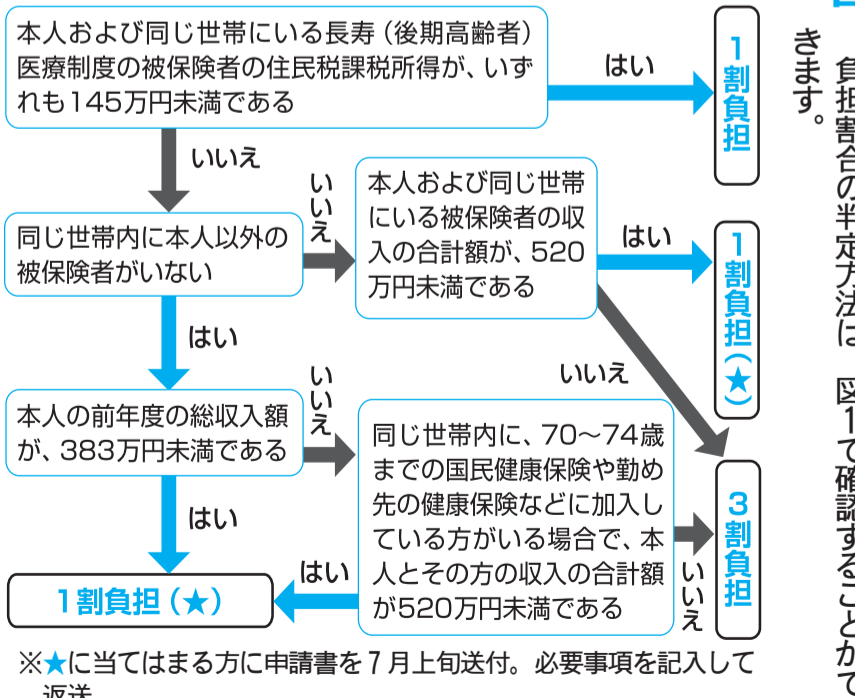 負担割合の判定方法は
図1で確認することがで
きます。
本人および同じ世帯にいる長寿(後期高齢者)
医療制度の被保険者の住民税課税所得が、いず
れも145万円未満である
はい
1割負担
いいえ
同じ世帯内に本人以外の
被保険者がいない
いいえ
本人および同じ世帯
にいる被保険者の収
入の合計額が、520
万円未満である
はい
1割負担(★)
いいえ
はい
本人の前年度の総収入額
が、383万円未満である
いいえ
同じ世帯内に、70〜74歳
までの国民健康保険や勤め
先の健康保険などに加入し
ている方がいる場合で、本
人とその方の収入の合計額
が520万円未満である
いいえ
3割負担
はい
はい
1割負担(★)
※★に当てはまる方に申請書を7月上旬送付。必要事項を記入して
返送